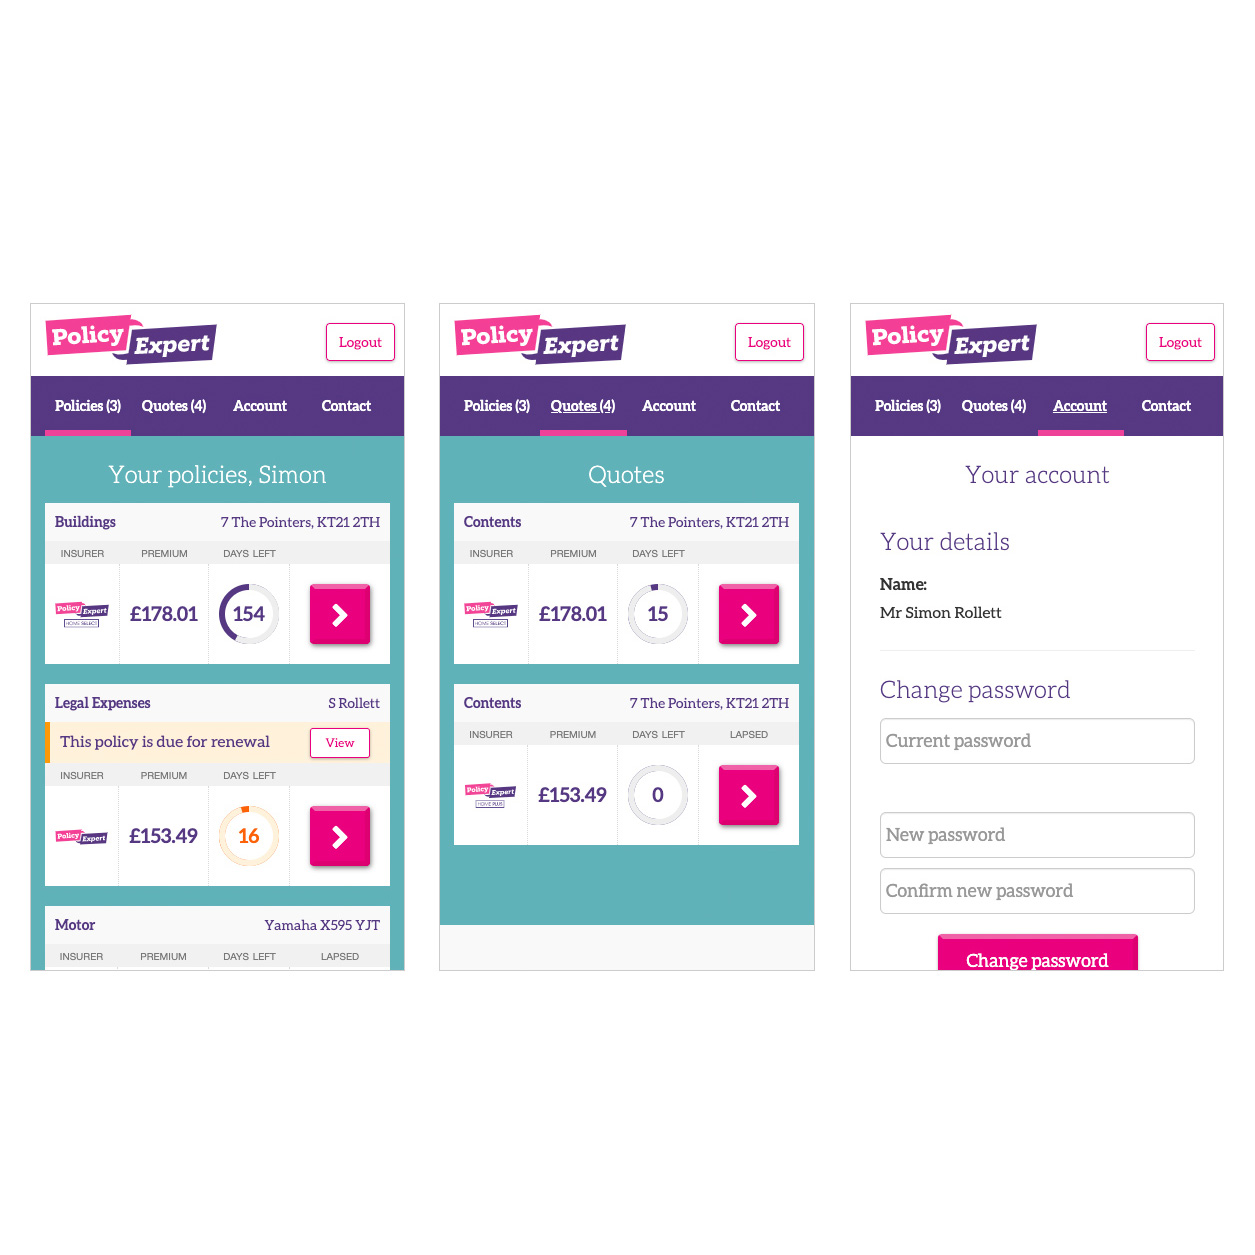 Policy Expert
Logout
Policies (3) Quotes (4) Account Contact
Your policies, Simon
Buildings 7 The Pointers, KT21 2TH
INSURER PREMIUM DAYS LEFT
Policy Expert £178.01 154
HOME SELECT
Legal Expenses S Rollett
This policy is due for renewal View
INSURER PREMIUM DAYS LEFT
Policy Expert £153.49 16
Motor Yamaha X595 YJT
INSURER PREMIUM DAYS LEFT LAPSED
Policy Expert
Logout
Policies (3) Quotes (4) Account Contact
Quotes
Contents 7 The Pointers, KT21 2TH
INSURER PREMIUM DAYS LEFT
Policy Expert £178.01 15
HOME SELECT
Contents 7 The Pointers, KT21 2TH
INSURER PREMIUM DAYS LEFT LAPSED
Policy Expert £153.49 0
HOME PLUS
Policy Expert
Logout
Policies (3) Quotes (4) Account Contact
Your account
Your details
Name:
Mr Simon Rollett
Change password
Current password
New password
Confirm new password
Change password